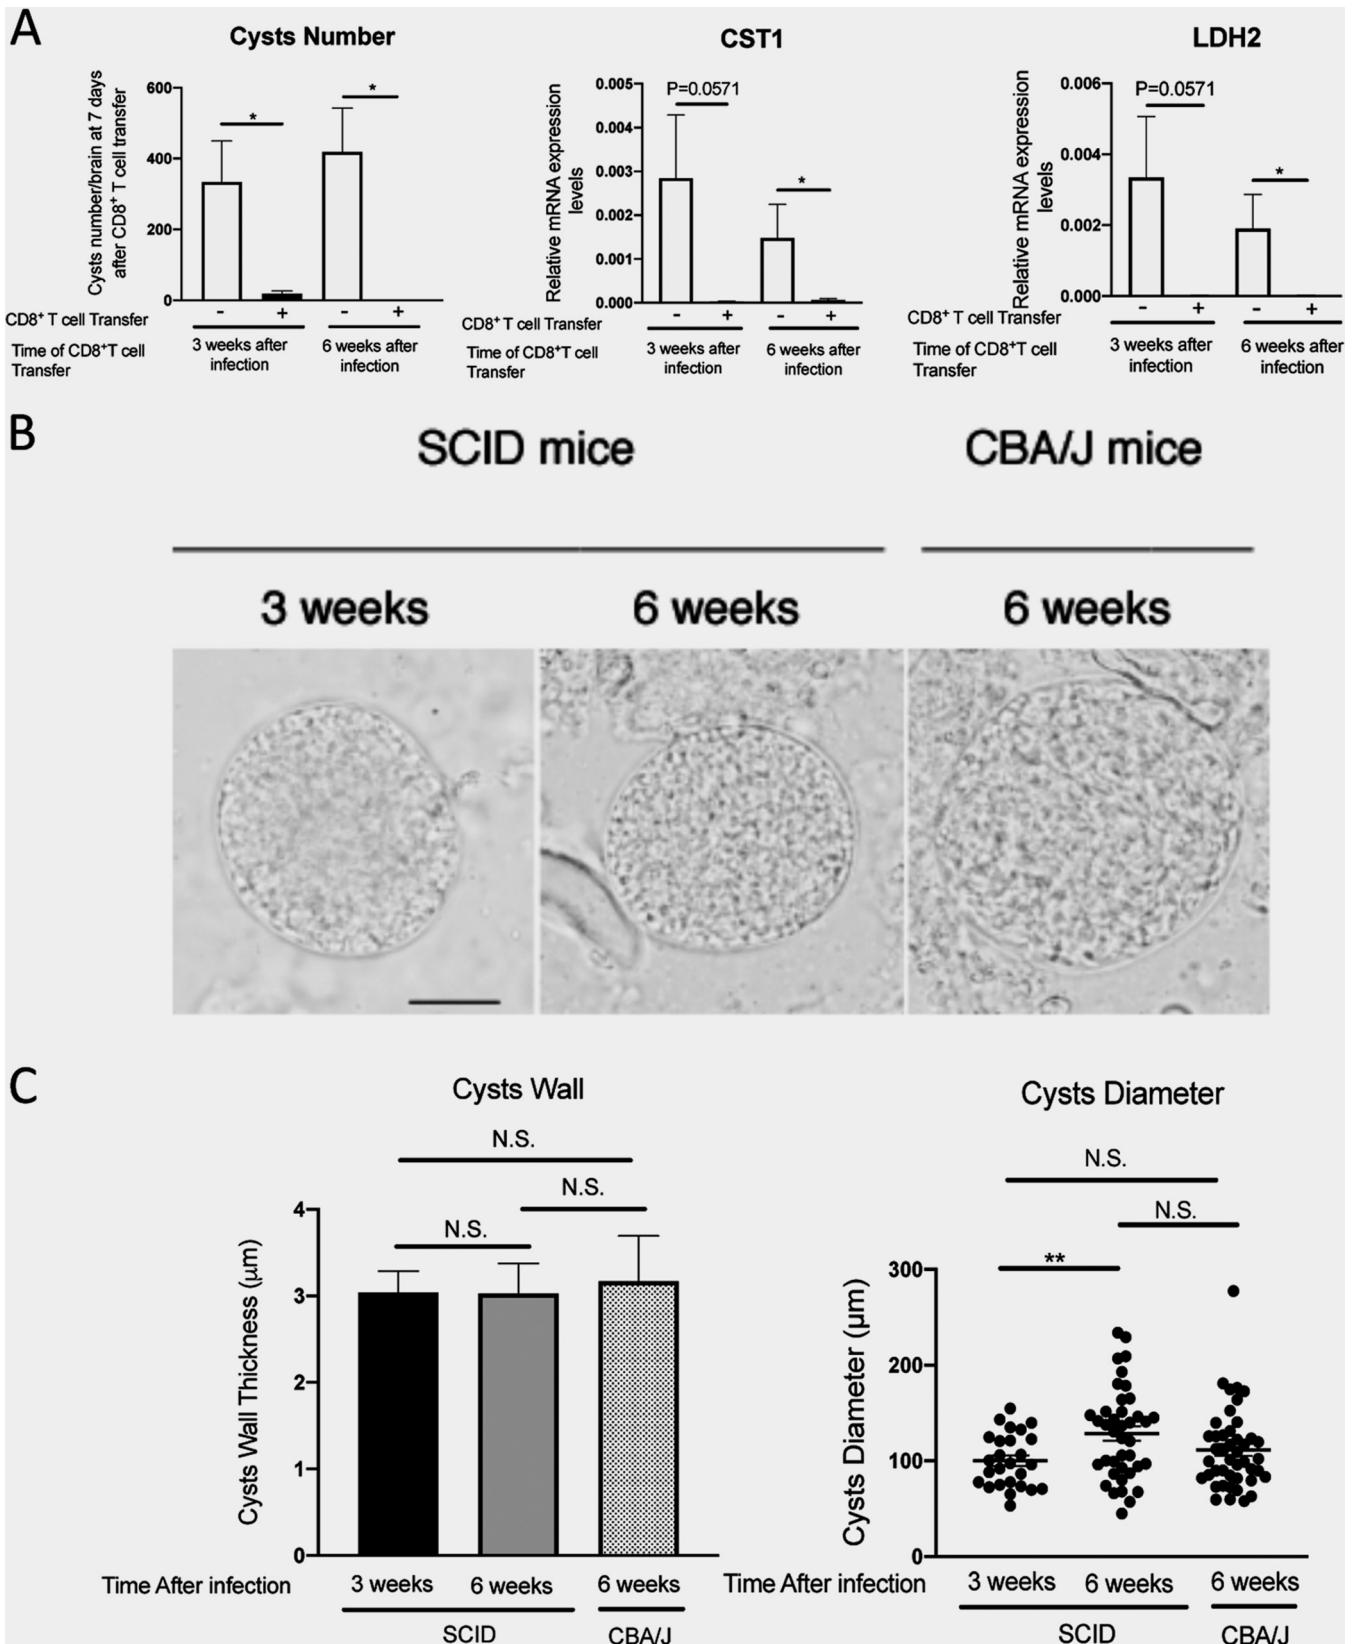 A
Cysts Number
Cysts number/brain at 7 days
after CD8⁺ T cell transfer
600
400
200
0
*
*
CD8⁺ T cell Transfer
- + - +
Time of CD8⁺T cell
Transfer
3 weeks after
infection
6 weeks after
infection
CST1
Relative mRNA expression
levels
0.005
0.004
0.003
0.002
0.001
0.000
P=0.0571
*
CD8⁺ T cell Transfer
- + - +
Time of CD8⁺T cell
Transfer
3 weeks after
infection
6 weeks after
infection
LDH2
Relative mRNA expression
levels
0.006
0.004
0.002
0.000
P=0.0571
*
CD8⁺ T cell Transfer
- + - +
Time of CD8⁺T cell
Transfer
3 weeks after
infection
6 weeks after
infection
B
SCID mice
CBA/J mice
3 weeks
6 weeks
6 weeks
C
Cysts Wall
N.S.
N.S.
N.S.
Cysts Wall Thickness (μm)
4
3
2
1
0
Time After infection
3 weeks
6 weeks
6 weeks
SCID
CBA/J
Cysts Diameter
N.S.
N.S.
**
Cysts Diameter (μm)
300
200
100
0
Time After infection
3 weeks
6 weeks
6 weeks
SCID
CBA/J